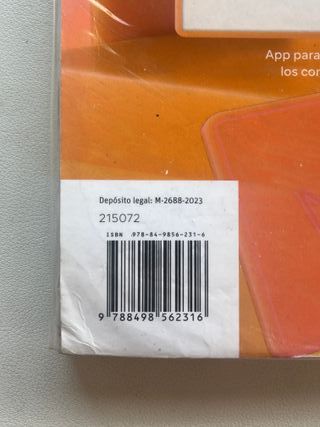 App para
los con
Depósito legal: M-2688-2023
215072
ISBN 978-84-9856-231-6
9 788498 562316